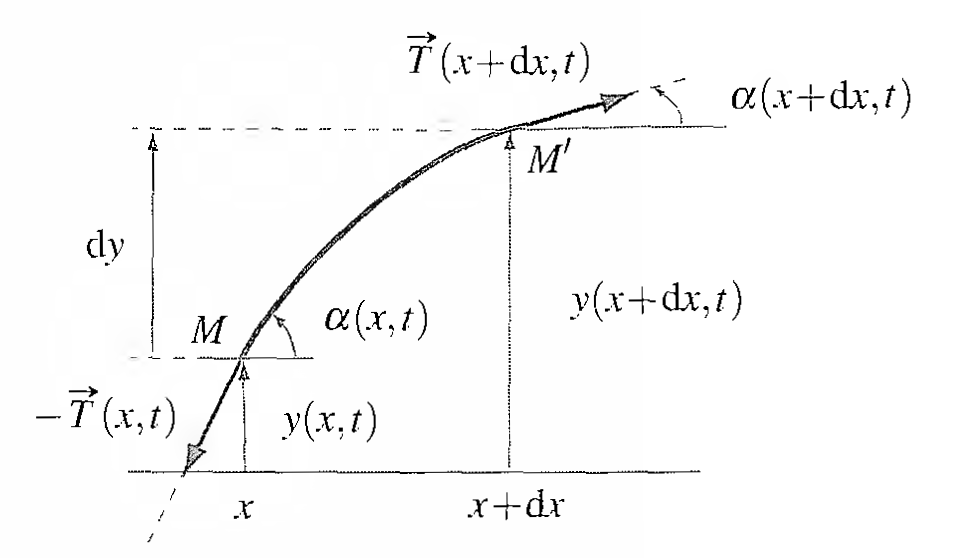 T⃗(x+dx,t)
α(x+dx,t)
M′
dy
y(x+dx,t)
M
α(x,t)
−T⃗(x,t)
y(x,t)
x
x+dx